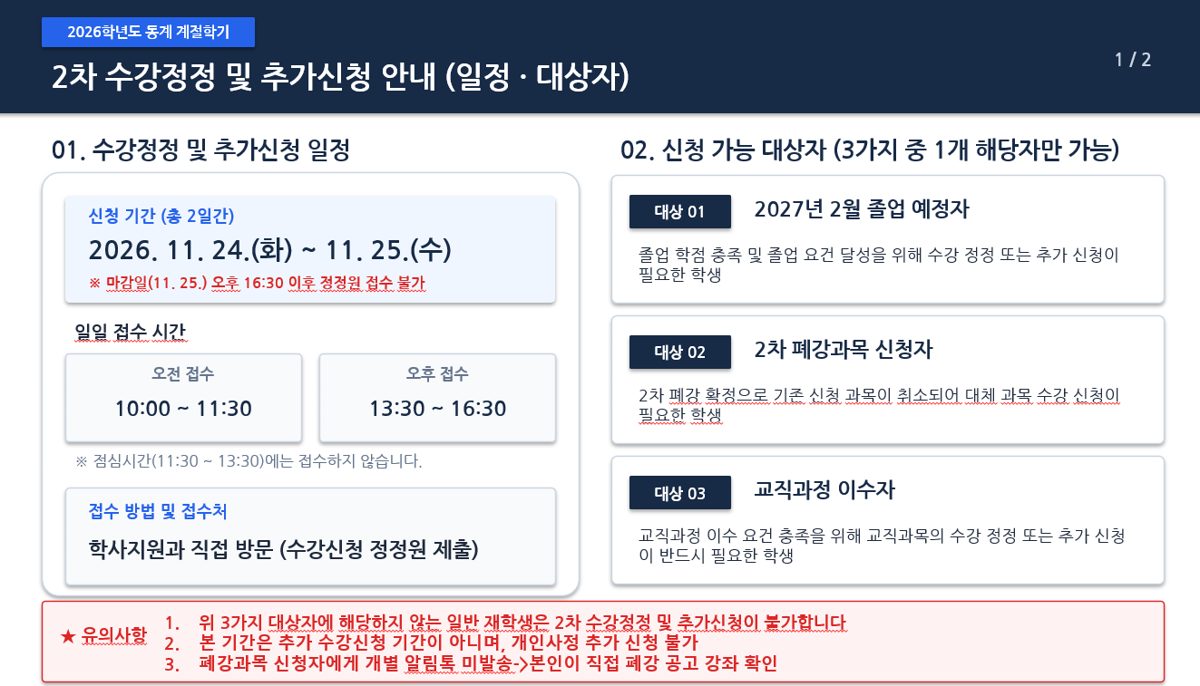 2026학년도 동계 계절학기
2차 수강정정 및 추가신청 안내 (일정 · 대상자)
1 / 2
01. 수강정정 및 추가신청 일정
신청 기간 (총 2일간)
2026. 11. 24.(화) ~ 11. 25.(수)
※ 마감일(11. 25.) 오후 16:30 이후 정정원 접수 불가
일일 접수 시간
오전 접수
10:00 ~ 11:30
오후 접수
13:30 ~ 16:30
※ 점심시간(11:30 ~ 13:30)에는 접수하지 않습니다.
접수 방법 및 접수처
학사지원과 직접 방문 (수강신청 정정원 제출)
02. 신청 가능 대상자 (3가지 중 1개 해당자만 가능)
대상 01
2027년 2월 졸업 예정자
졸업 학점 충족 및 졸업 요건 달성을 위해 수강 정정 또는 추가 신청이
필요한 학생
대상 02
2차 폐강과목 신청자
2차 폐강 확정으로 기존 신청 과목이 취소되어 대체 과목 수강 신청이
필요한 학생
대상 03
교직과정 이수자
교직과정 이수 요건 충족을 위해 교직과목의 수강 정정 또는 추가 신청
이 반드시 필요한 학생
★ 유의사항
1. 위 3가지 대상자에 해당하지 않는 일반 재학생은 2차 수강정정 및 추가신청이 불가합니다
2. 본 기간은 추가 수강신청 기간이 아니며, 개인사정 추가 신청 불가
3. 폐강과목 신청자에게 개별 알림톡 미발송->본인이 직접 폐강 공고 강좌 확인